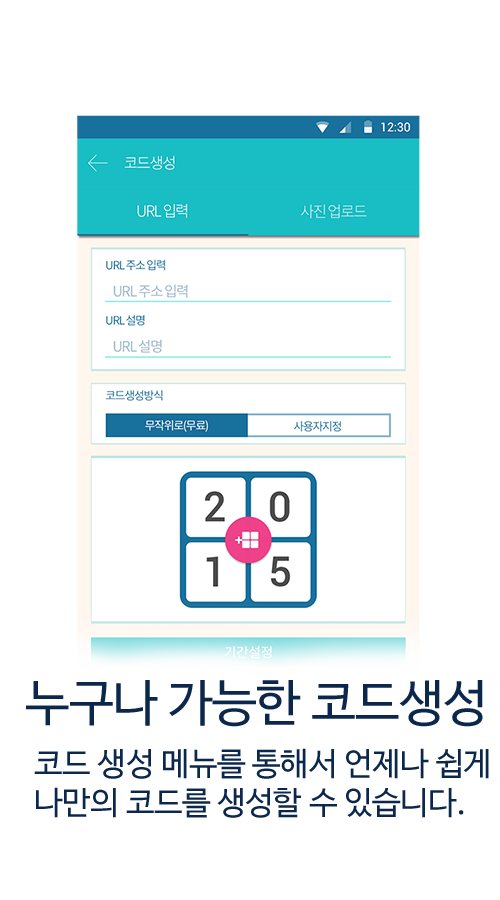 12:30
코드생성
URL 입력 사진 업로드
URL 주소 입력
URL 주소 입력
URL 설명
URL 설명
코드생성방식
무작위로(무료) 사용자지정
2 0
+
1 5
기간설정
누구나 가능한 코드생성
코드 생성 메뉴를 통해서 언제나 쉽게
나만의 코드를 생성할 수 있습니다.